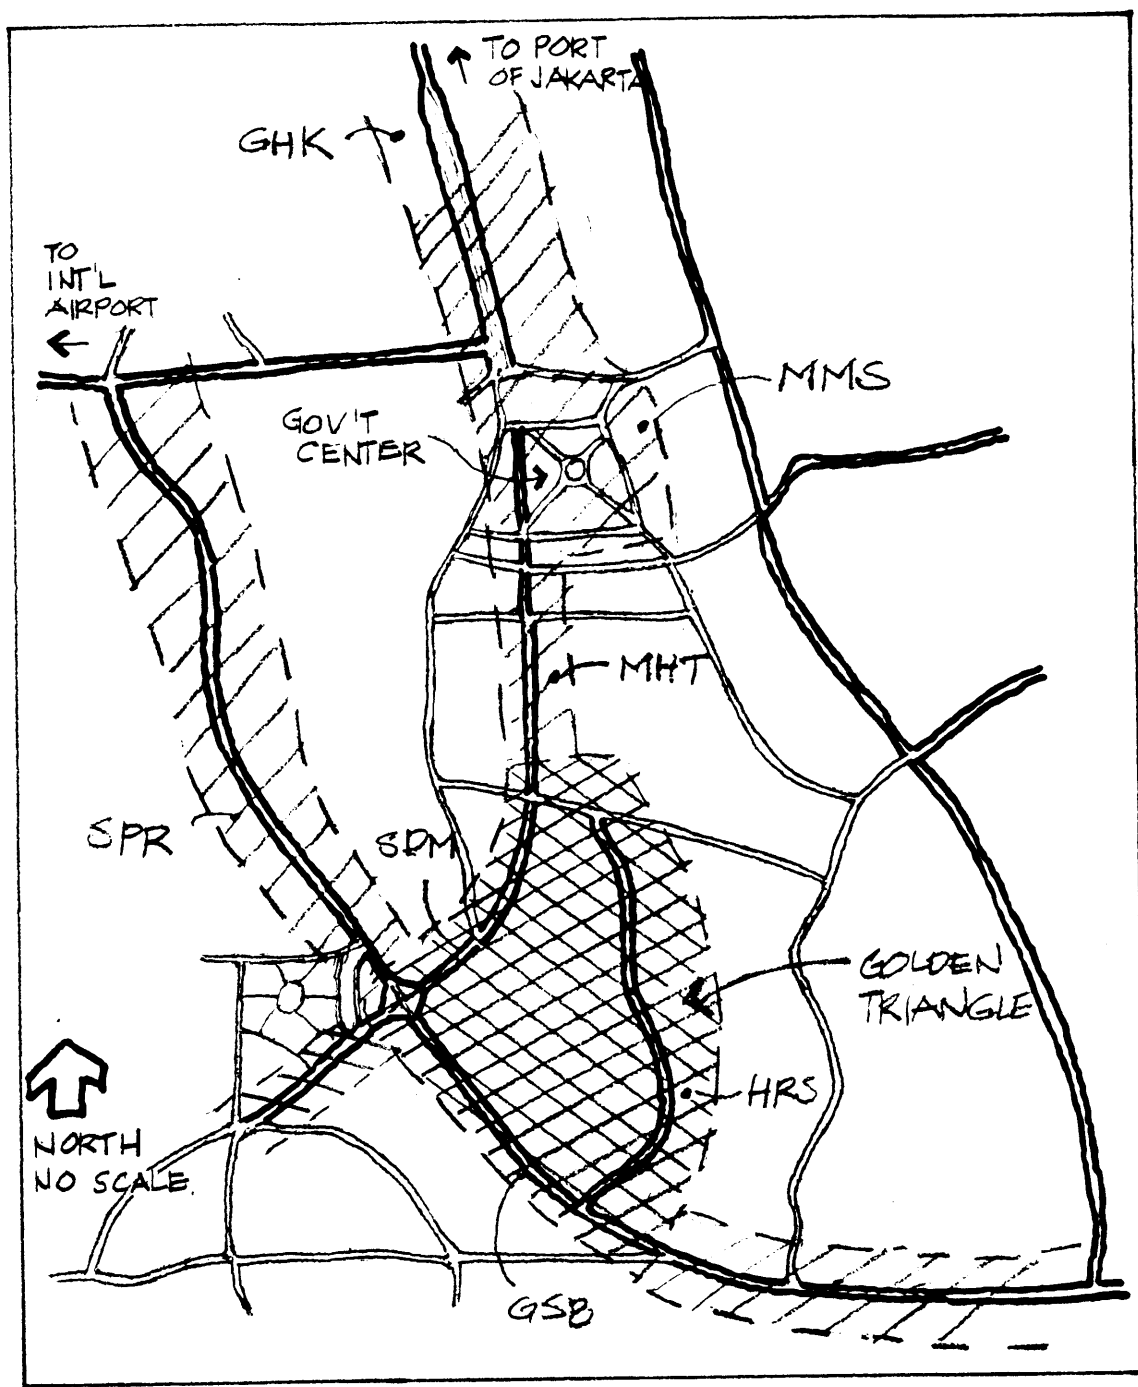 TO PORT
OF JAKARTA
GHK
TO
INT'L
AIRPORT
MMS
GOV'T
CENTER
MHT
SPR
SDM
GOLDEN
TRIANGLE
HRS
NORTH
NO SCALE.
GSB